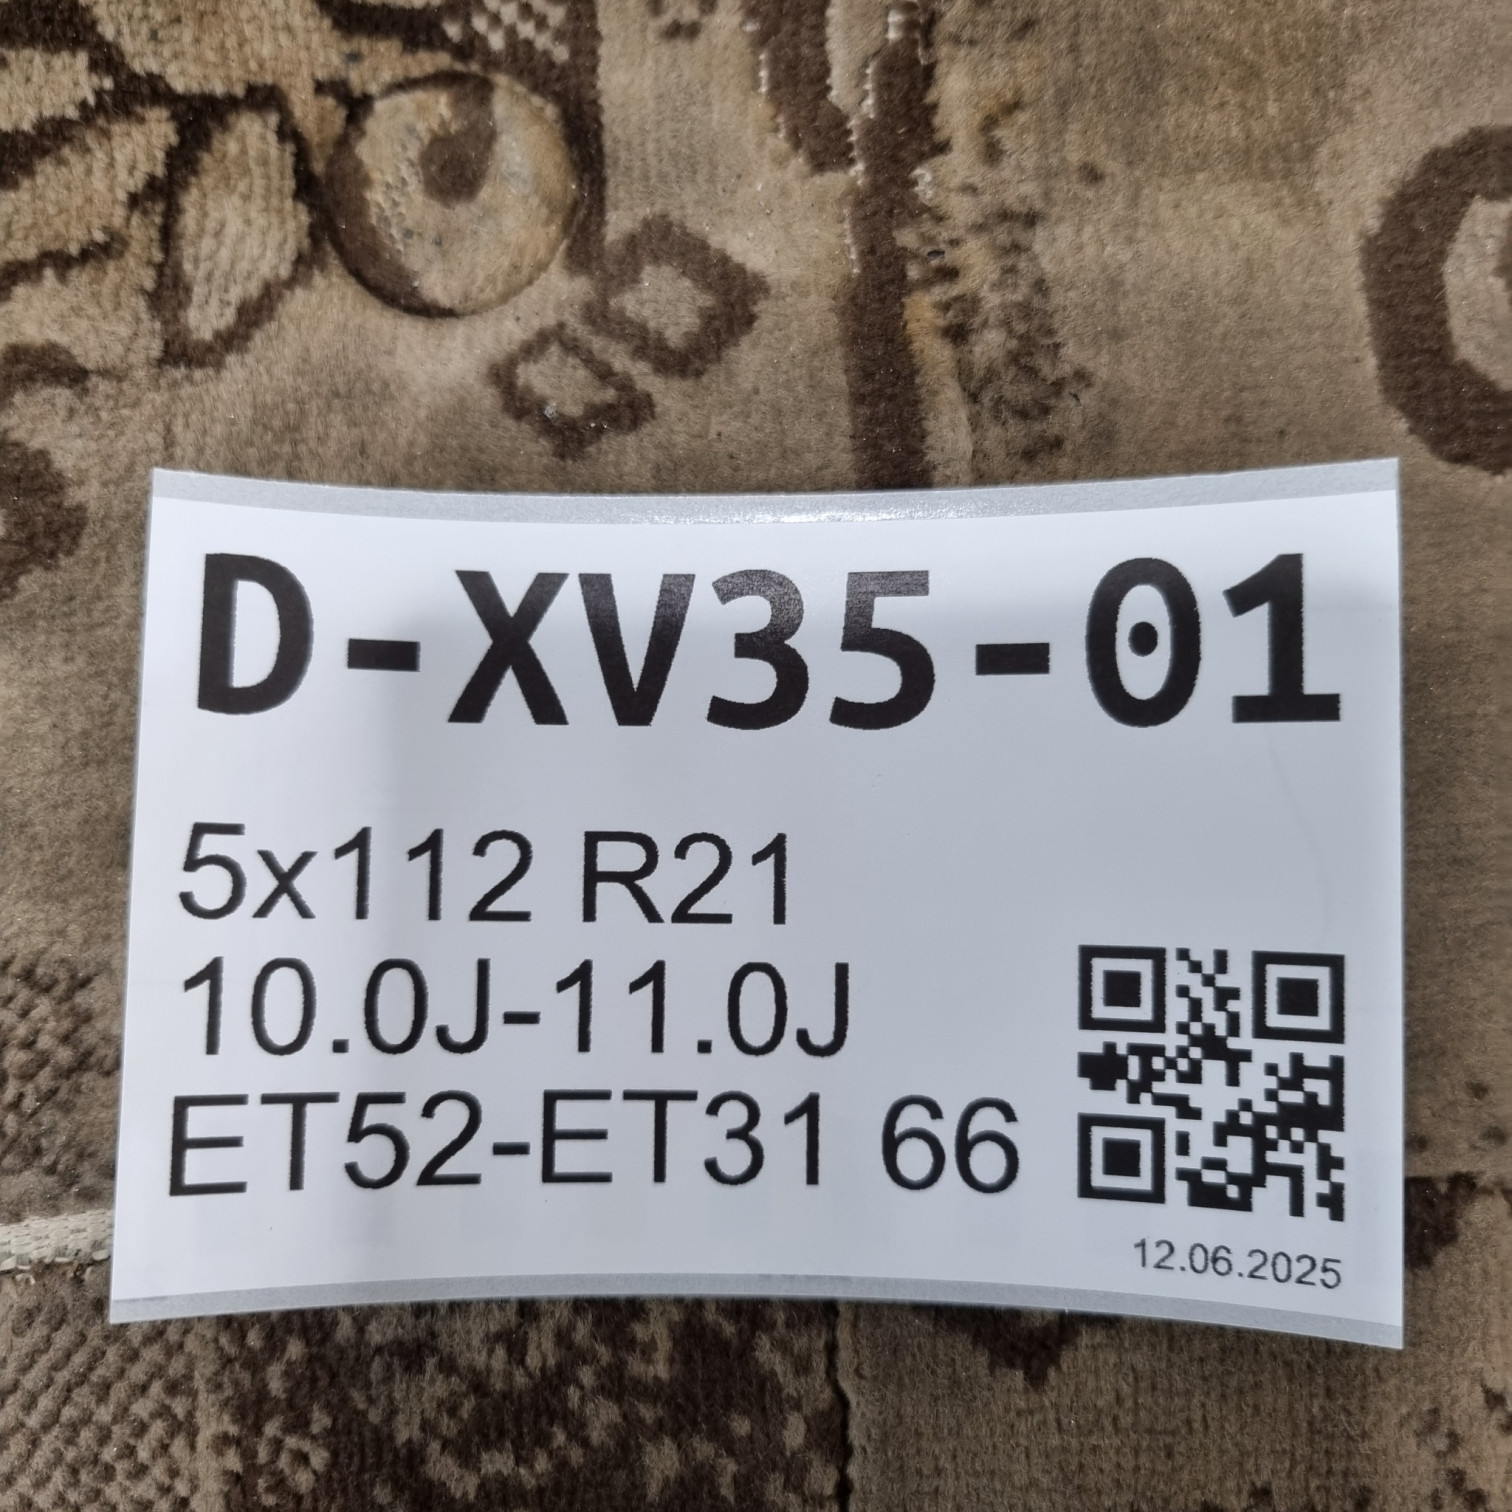 D-XV35-01
5x112 R21
10.0J-11.0J
ET52-ET31 66
12.06.2025